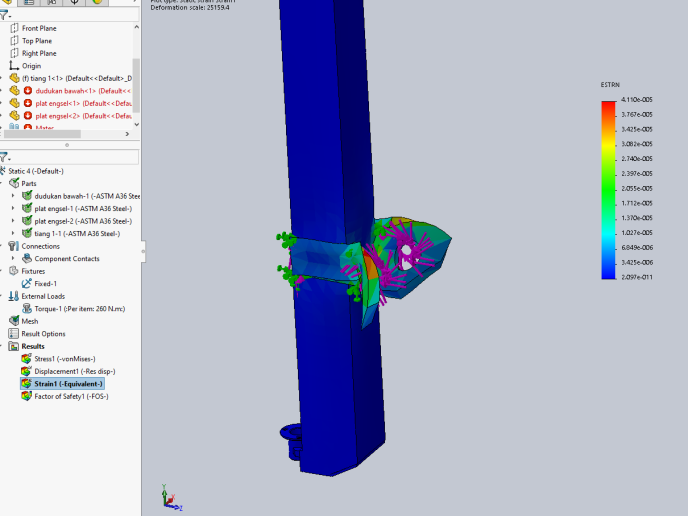 Plot type: Static strain Strain1
Deformation scale: 25159.4
Front Plane
Top Plane
Right Plane
Origin
(f) tiang 1<1> (Default<<Default>_D
dudukan bawah<1> (Default<<
plat engsel<1> (Default<<Defau
plat engsel<2> (Default<<Defau
Mates
Static 4 (-Default-)
Parts
dudukan bawah-1 (-ASTM A36 Stee
plat engsel-1 (-ASTM A36 Steel-)
plat engsel-2 (-ASTM A36 Steel-)
tiang 1-1 (-ASTM A36 Steel-)
Connections
Component Contacts
Fixtures
Fixed-1
External Loads
Torque-1 (:Per item: 260 N.m:)
Mesh
Result Options
Results
Stress1 (-vonMises-)
Displacement1 (-Res disp-)
Strain1 (-Equivalent-)
Factor of Safety1 (-FOS-)
ESTRN
4.110e-005
3.767e-005
3.425e-005
3.082e-005
2.740e-005
2.397e-005
2.055e-005
1.712e-005
1.370e-005
1.027e-005
6.849e-006
3.425e-006
2.097e-011
Y
X
Z